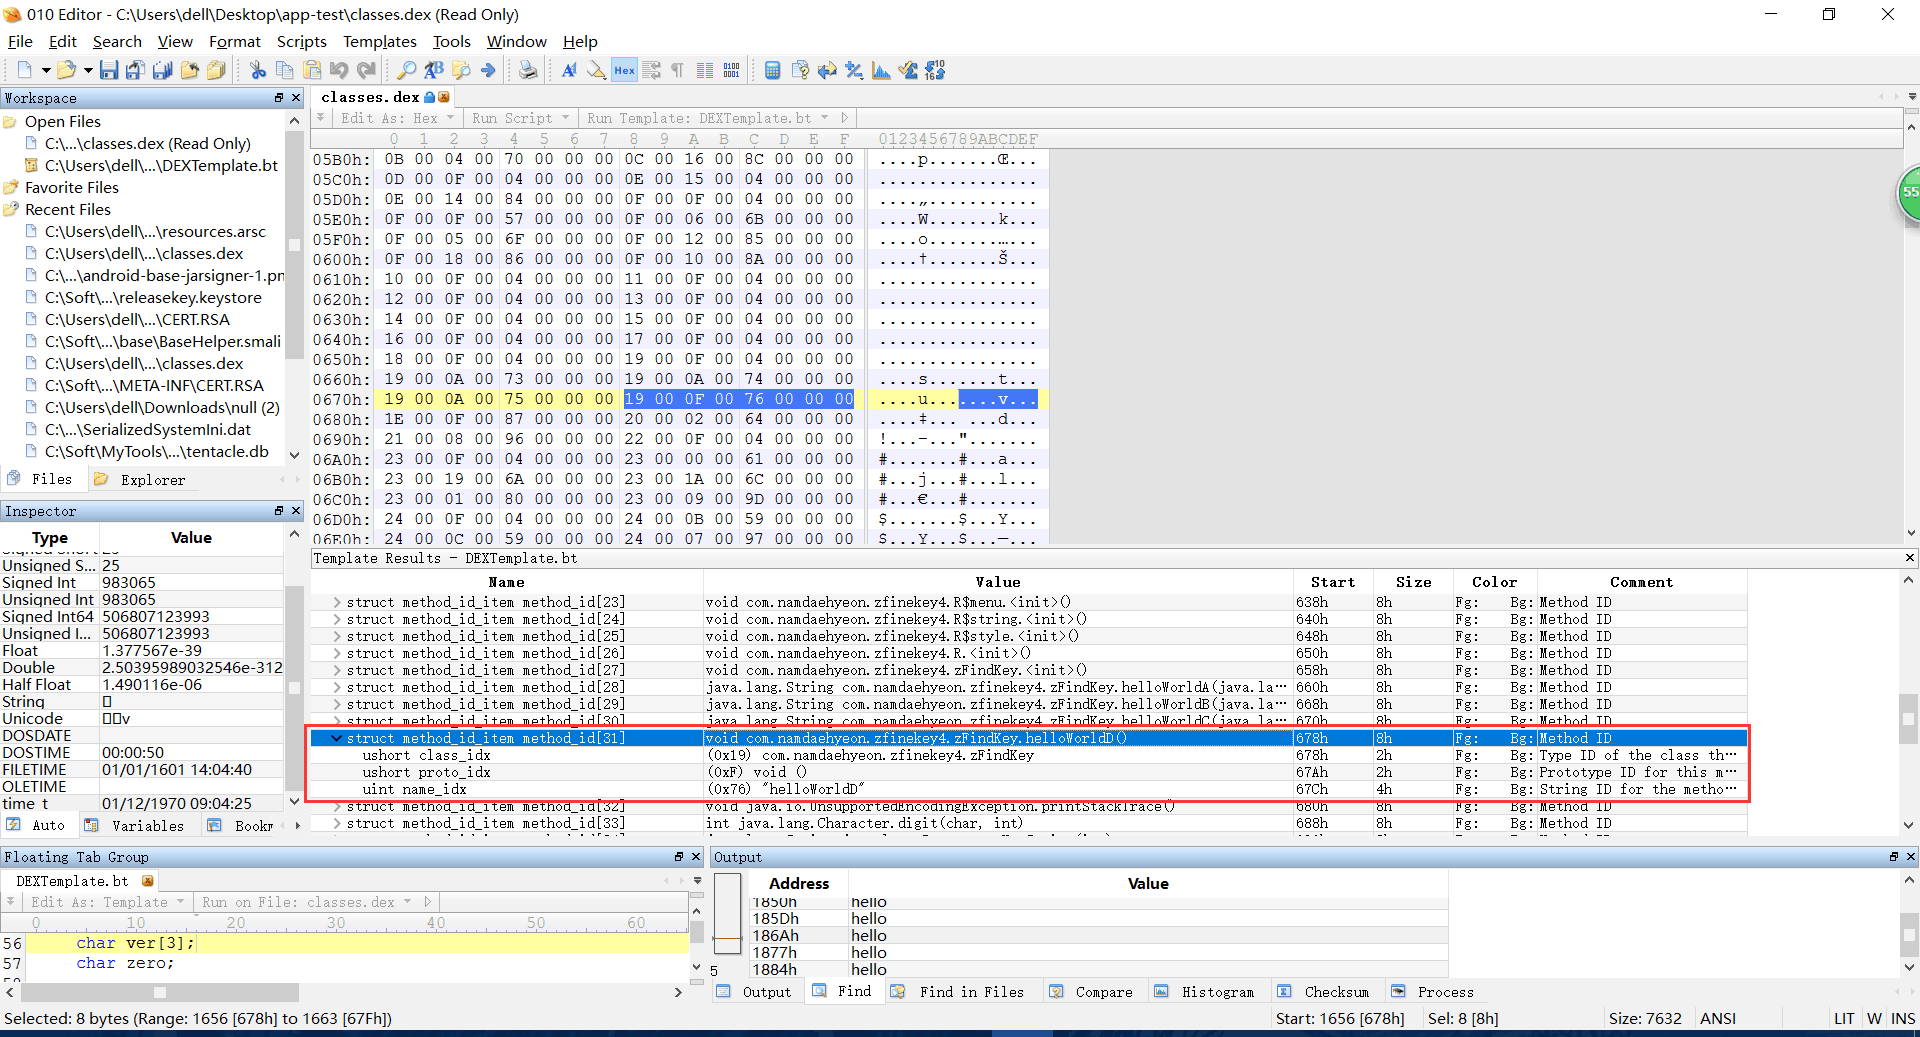 010 Editor - C:\Users\dell\Desktop\app-test\classes.dex (Read Only)
File Edit Search View Format Scripts Templates Tools Window Help
Workspace
Open Files
C:\...\classes.dex (Read Only)
C:\Users\dell\...\DEXTemplate.bt
Favorite Files
Recent Files
C:\Users\dell\...\resources.arsc
C:\Users\dell\...\classes.dex
C:\...\android-base-jarsigner-1.pn
C:\Soft\...\releasekey.keystore
C:\Users\dell\...\CERT.RSA
C:\Soft\...\base\BaseHelper.smali
C:\Users\dell\...\classes.dex
C:\Soft\...\META-INF\CERT.RSA
C:\Users\dell\Downloads\null (2)
C:\...\SerializedSystemIni.dat
C:\Soft\MyTools\...\tentacle.db
Files Explorer
classes.dex
Edit As: Hex Run Script Run Template: DEXTemplate.bt
0 1 2 3 4 5 6 7 8 9 A B C D E F 0123456789ABCDEF
05B0h: 0B 00 04 00 70 00 00 00 0C 00 16 00 8C 00 00 00 ....p.......Œ...
05C0h: 0D 00 0F 00 04 00 00 00 0E 00 15 00 04 00 00 00 ................
05D0h: 0E 00 14 00 84 00 00 00 0F 00 0F 00 04 00 00 00 ....„...........
05E0h: 0F 00 0F 00 57 00 00 00 0F 00 06 00 6B 00 00 00 ....W.......k...
05F0h: 0F 00 05 00 6F 00 00 00 0F 00 12 00 85 00 00 00 ....o.......…...
0600h: 0F 00 18 00 86 00 00 00 0F 00 10 00 8A 00 00 00 ....†.......Š...
0610h: 10 00 0F 00 04 00 00 00 11 00 0F 00 04 00 00 00 ................
0620h: 12 00 0F 00 04 00 00 00 13 00 0F 00 04 00 00 00 ................
0630h: 14 00 0F 00 04 00 00 00 15 00 0F 00 04 00 00 00 ................
0640h: 16 00 0F 00 04 00 00 00 17 00 0F 00 04 00 00 00 ................
0650h: 18 00 0F 00 04 00 00 00 19 00 0F 00 04 00 00 00 ................
0660h: 19 00 0A 00 73 00 00 00 19 00 0A 00 74 00 00 00 ....s.......t...
0670h: 19 00 0A 00 75 00 00 00 19 00 0F 00 76 00 00 00 ....u.......v...
0680h: 1E 00 0F 00 87 00 00 00 20 00 02 00 64 00 00 00 ....‡... ...d...
0690h: 21 00 08 00 96 00 00 00 22 00 0F 00 04 00 00 00 !...–...".......
06A0h: 23 00 0F 00 04 00 00 00 23 00 00 00 61 00 00 00 #.......#...a...
06B0h: 23 00 19 00 6A 00 00 00 23 00 1A 00 6C 00 00 00 #...j...#...l...
06C0h: 23 00 01 00 80 00 00 00 23 00 09 00 9D 00 00 00 #...€...#.......
06D0h: 24 00 0F 00 04 00 00 00 24 00 0B 00 59 00 00 00 $.......$...Y...
06E0h: 24 00 0C 00 59 00 00 00 24 00 07 00 97 00 00 00 $...Y...$...—...
55
Inspector
Type Value
Signed Short 25
Unsigned S... 25
Signed Int 983065
Unsigned Int 983065
Signed Int64 506807123993
Unsigned I... 506807123993
Float 1.377567e-39
Double 2.50395989032546e-312
Half Float 1.490116e-06
String
Unicode v
DOSDATE
DOSTIME 00:00:50
FILETIME 01/01/1601 14:04:40
OLETIME
time_t 01/12/1970 09:04:25
Auto Variables Bookr
Template Results - DEXTemplate.bt
Name Value Start Size Color Comment
struct method_id_item method_id[23] void com.namdaehyeon.zfinekey4.R$menu.<init>() 638h 8h Fg: Bg: Method ID
struct method_id_item method_id[24] void com.namdaehyeon.zfinekey4.R$string.<init>() 640h 8h Fg: Bg: Method ID
struct method_id_item method_id[25] void com.namdaehyeon.zfinekey4.R$style.<init>() 648h 8h Fg: Bg: Method ID
struct method_id_item method_id[26] void com.namdaehyeon.zfinekey4.R.<init>() 650h 8h Fg: Bg: Method ID
struct method_id_item method_id[27] void com.namdaehyeon.zfinekey4.zFindKey.<init>() 658h 8h Fg: Bg: Method ID
struct method_id_item method_id[28] java.lang.String com.namdaehyeon.zfinekey4.zFindKey.helloWorldA(java.la··· 660h 8h Fg: Bg: Method ID
struct method_id_item method_id[29] java.lang.String com.namdaehyeon.zfinekey4.zFindKey.helloWorldB(java.la··· 668h 8h Fg: Bg: Method ID
struct method_id_item method_id[30] java.lang.String com.namdaehyeon.zfinekey4.zFindKey.helloWorldC(java.la··· 670h 8h Fg: Bg: Method ID
struct method_id_item method_id[31] void com.namdaehyeon.zfinekey4.zFindKey.helloWorldD() 678h 8h Fg: Bg: Method ID
ushort class_idx (0x19) com.namdaehyeon.zfinekey4.zFindKey 678h 2h Fg: Bg: Type ID of the class th···
ushort proto_idx (0xF) void () 67Ah 2h Fg: Bg: Prototype ID for this m···
uint name_idx (0x76) "helloWorldD" 67Ch 4h Fg: Bg: String ID for the metho···
struct method_id_item method_id[32] void java.io.UnsupportedEncodingException.printStackTrace() 680h 8h Fg: Bg: Method ID
struct method_id_item method_id[33] int java.lang.Character.digit(char, int) 688h 8h Fg: Bg: Method ID
Floating Tab Group
DEXTemplate.bt
Edit As: Template Run on File: classes.dex
0 10 20 30 40 50 60
56 char ver[3];
57 char zero;
Output
Address Value
1850h hello
185Dh hello
186Ah hello
1877h hello
1884h hello
5
Output Find Find in Files Compare Histogram Checksum Process
Selected: 8 bytes (Range: 1656 [678h] to 1663 [67Fh]) Start: 1656 [678h] Sel: 8 [8h] Size: 7632 ANSI LIT W INS